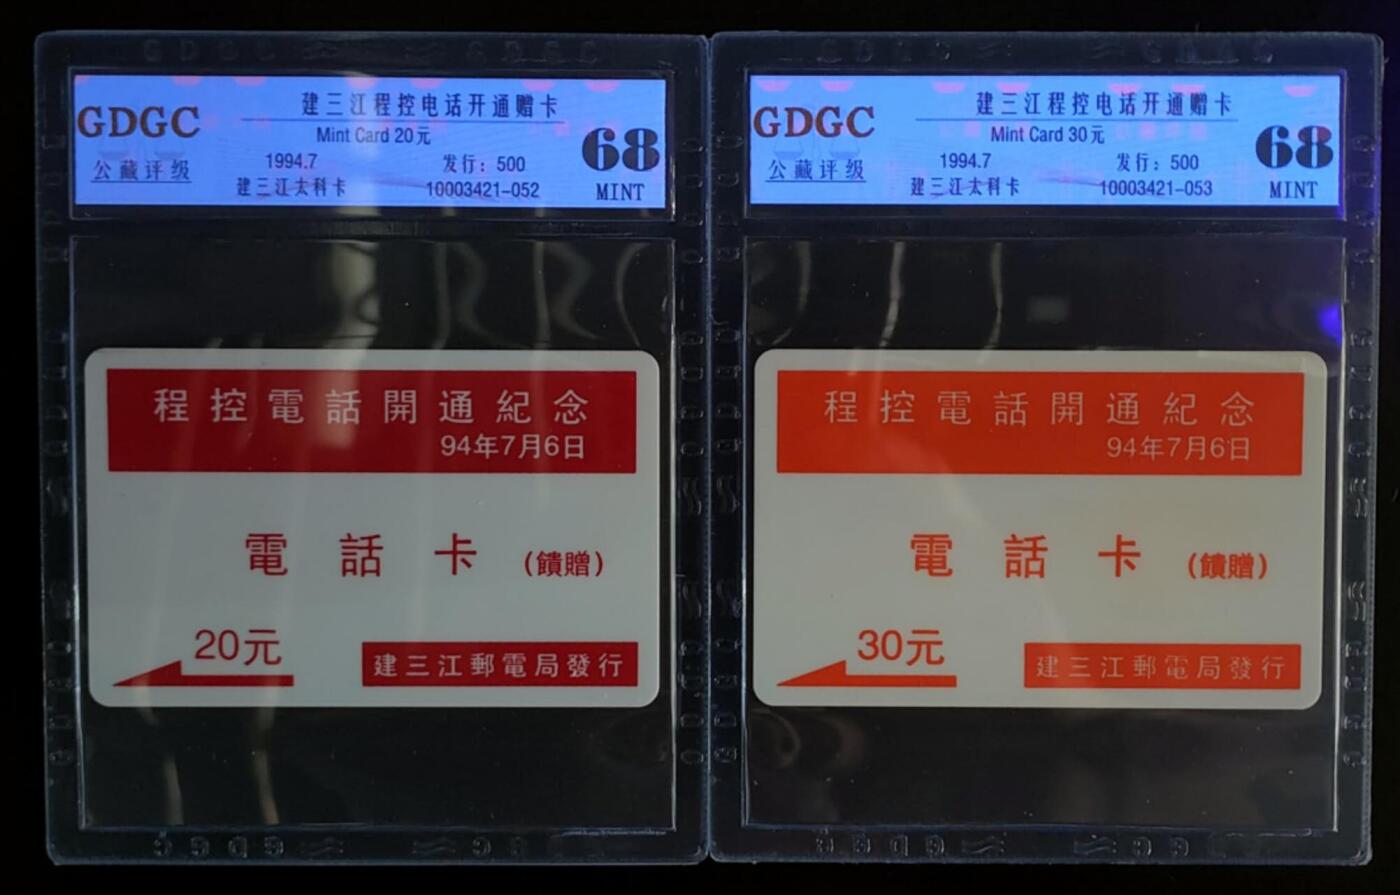 GDGC
公藏评级
建三江程控电话开通赠卡
Mint Card 20元
1994.7 发行：500
建三江太科卡 10003421-052
68
MINT
程控電話開通紀念
94年7月6日
電話卡（饋贈）
20元
建三江郵電局發行
GDGC
公藏评级
建三江程控电话开通赠卡
Mint Card 30元
1994.7 发行：500
建三江太科卡 10003421-053
68
MINT
程控電話開通紀念
94年7月6日
電話卡（饋贈）
30元
建三江郵電局發行